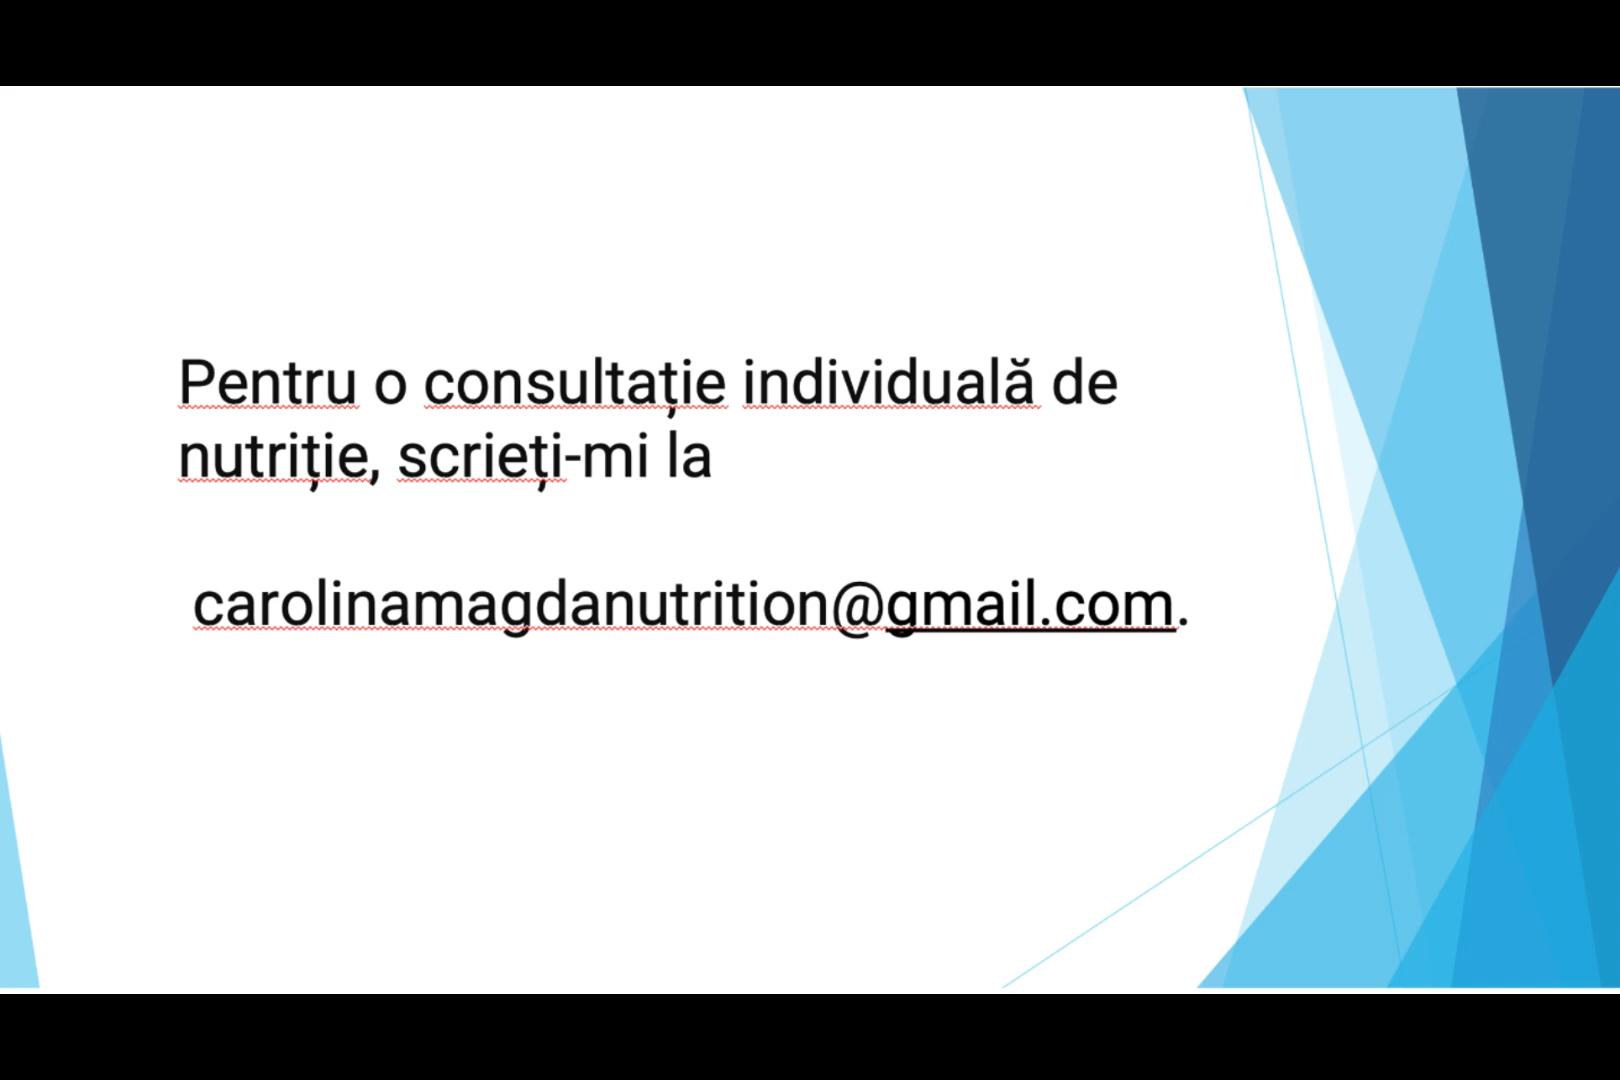 Pentru o consultație individuală de
nutriție, scrieți-mi la
carolinamagdanutrition@gmail.com.